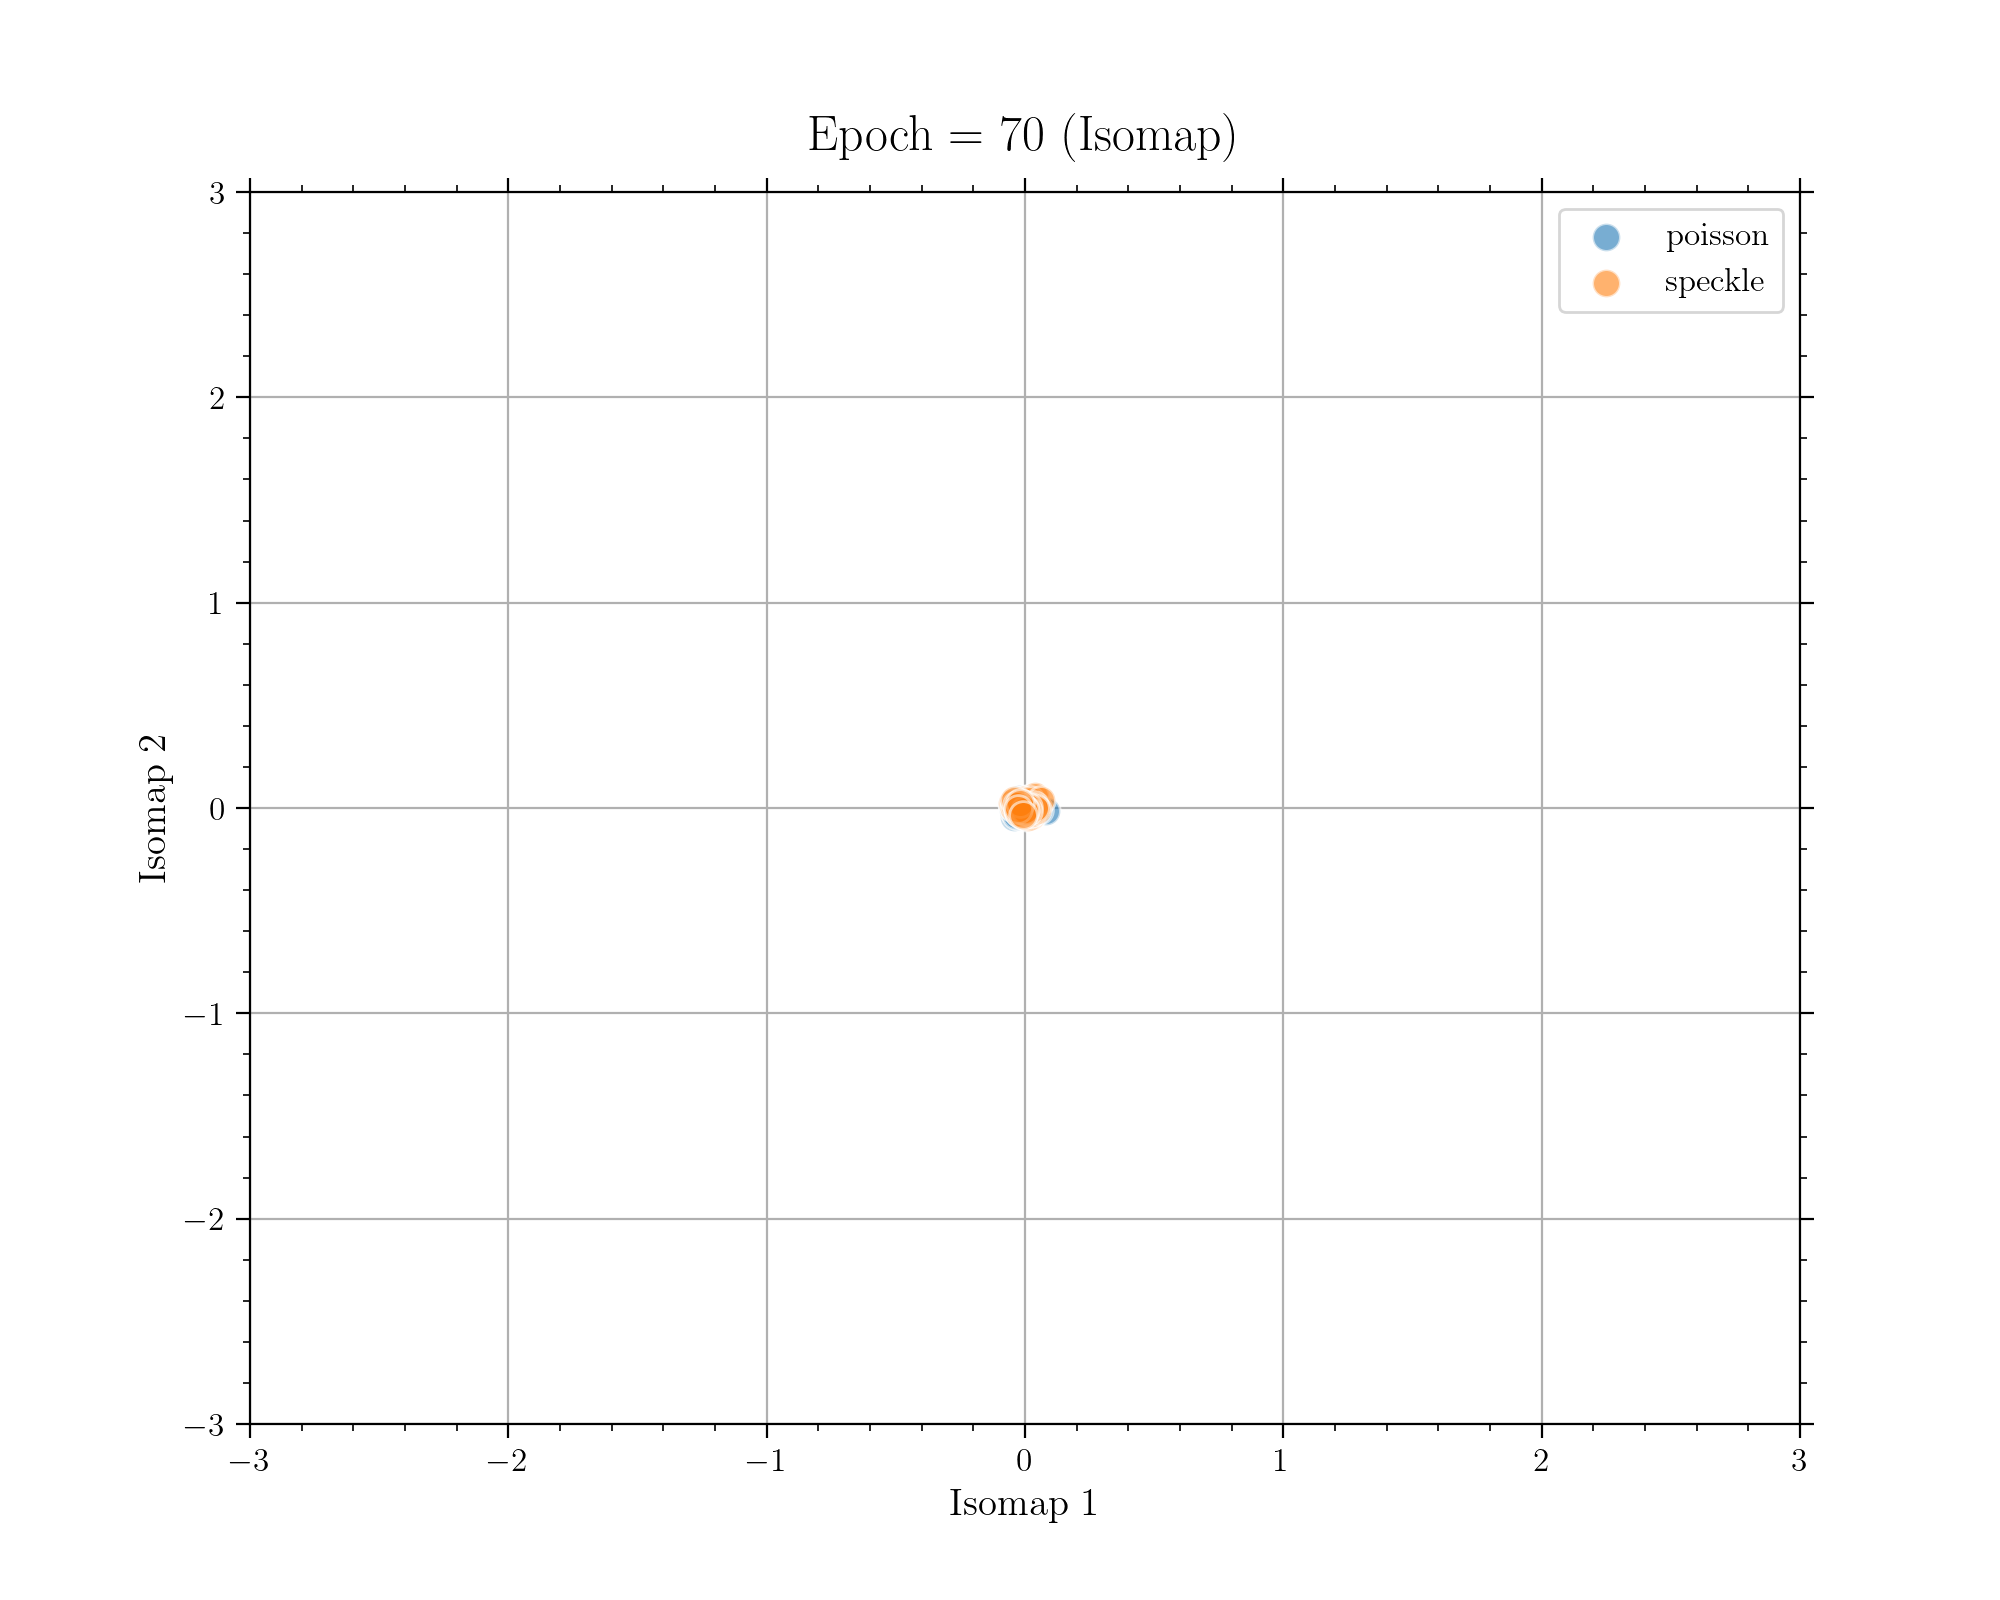 Epoch = 70 (Isomap)
poisson
speckle
3
2
1
0
−1
−2
−3
Isomap 2
−3 −2 −1 0 1 2 3
Isomap 1